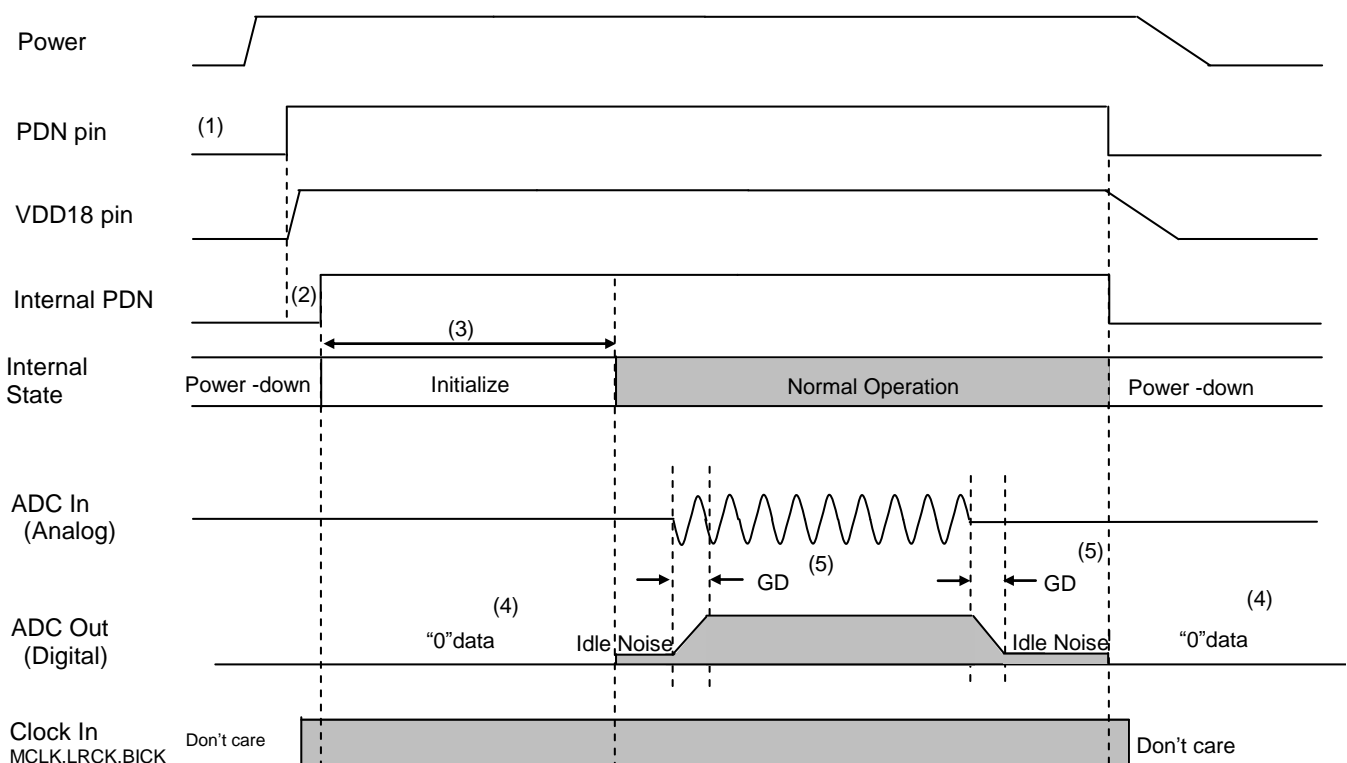 Power
PDN pin
(1)
VDD18 pin
Internal PDN
(2)
(3)
Internal
State
Power -down
Initialize
Normal Operation
Power -down
ADC In
(Analog)
(5)
GD
(5)
GD
ADC Out
(Digital)
(4)
“0”data
Idle Noise
Idle Noise
(4)
“0”data
Clock In
MCLK,LRCK,BICK
Don’t care
Don’t care